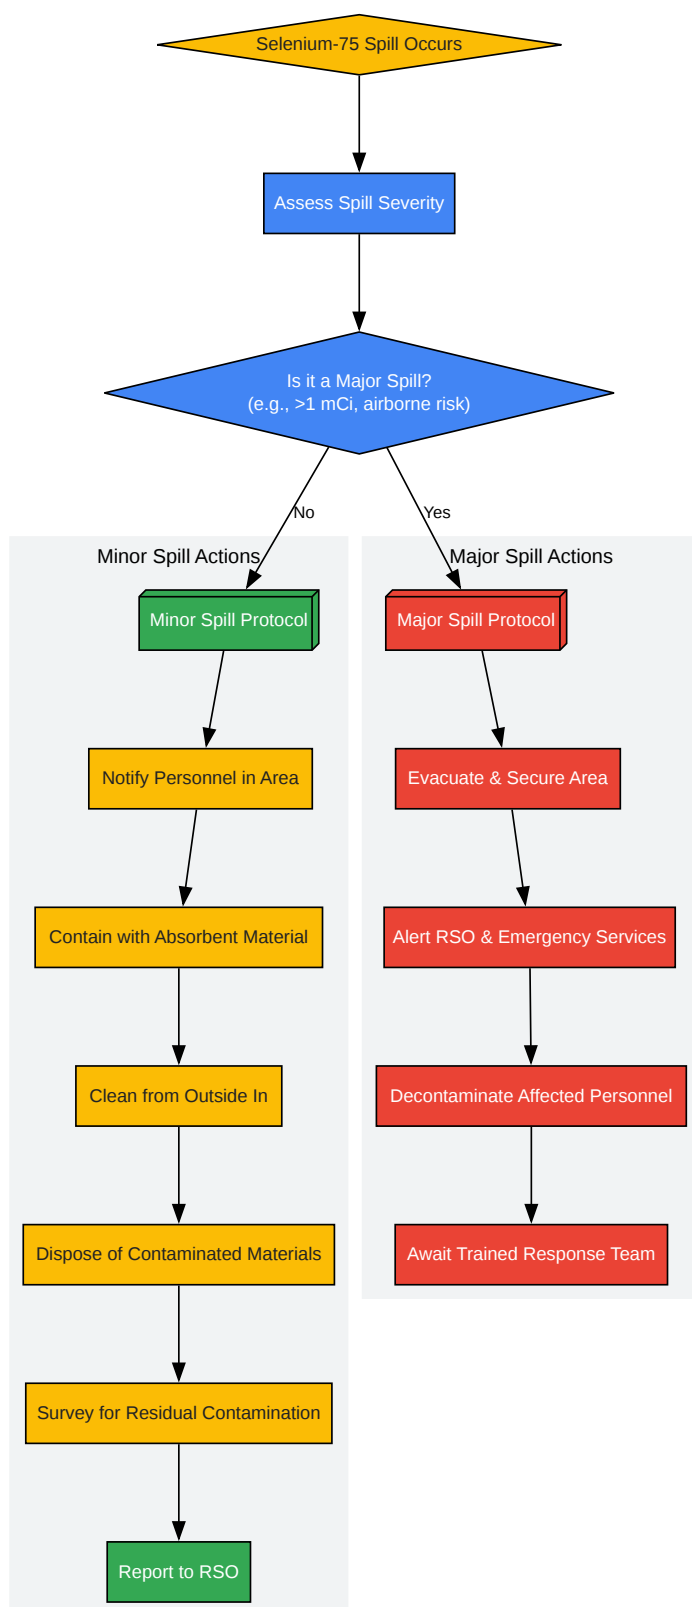 Selenium-75 Spill Occurs
Assess Spill Severity
Is it a Major Spill?
(e.g., >1 mCi, airborne risk)
No
Yes
Minor Spill Actions
Minor Spill Protocol
Notify Personnel in Area
Contain with Absorbent Material
Clean from Outside In
Dispose of Contaminated Materials
Survey for Residual Contamination
Report to RSO
Major Spill Actions
Major Spill Protocol
Evacuate & Secure Area
Alert RSO & Emergency Services
Decontaminate Affected Personnel
Await Trained Response Team